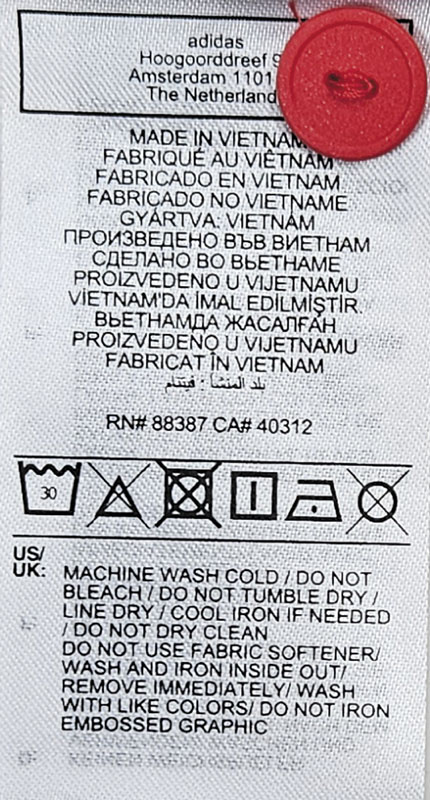 adidas
Hoogoorddreef
Amsterdam 1101
The
MADE IN
FABRIQUÉ AU VIÊTNAM
FABRICADO EN VIETNAM
FABRICADO NO VIETNAME
GYÁRTVA: VIETNÁM
ПРОИЗВЕДЕНО ВЪВ ВИЕТНАМ
СДЕЛАНО ВО ВЬЕТНАМЕ
PROIZVEDENO U VIJETNAMU
VİETNAM'DA İMAL EDİLMİŞTİR.
ВЬЕТНАМДА ЖАСАЛҒАН
PROIZVEDENO U VIJETNAMU
FABRICAT ÎN VIETNAM
بلد المنشأ : فيتنام
RN# 88387 CA# 40312
30
US/
UK: MACHINE WASH COLD / DO NOT
BLEACH / DO NOT TUMBLE DRY /
LINE DRY / COOL IRON IF NEEDED
/ DO NOT DRY CLEAN
DO NOT USE FABRIC SOFTENER/
WASH AND IRON INSIDE OUT/
REMOVE IMMEDIATELY/ WASH
WITH LIKE COLORS/ DO NOT IRON
EMBOSSED GRAPHIC